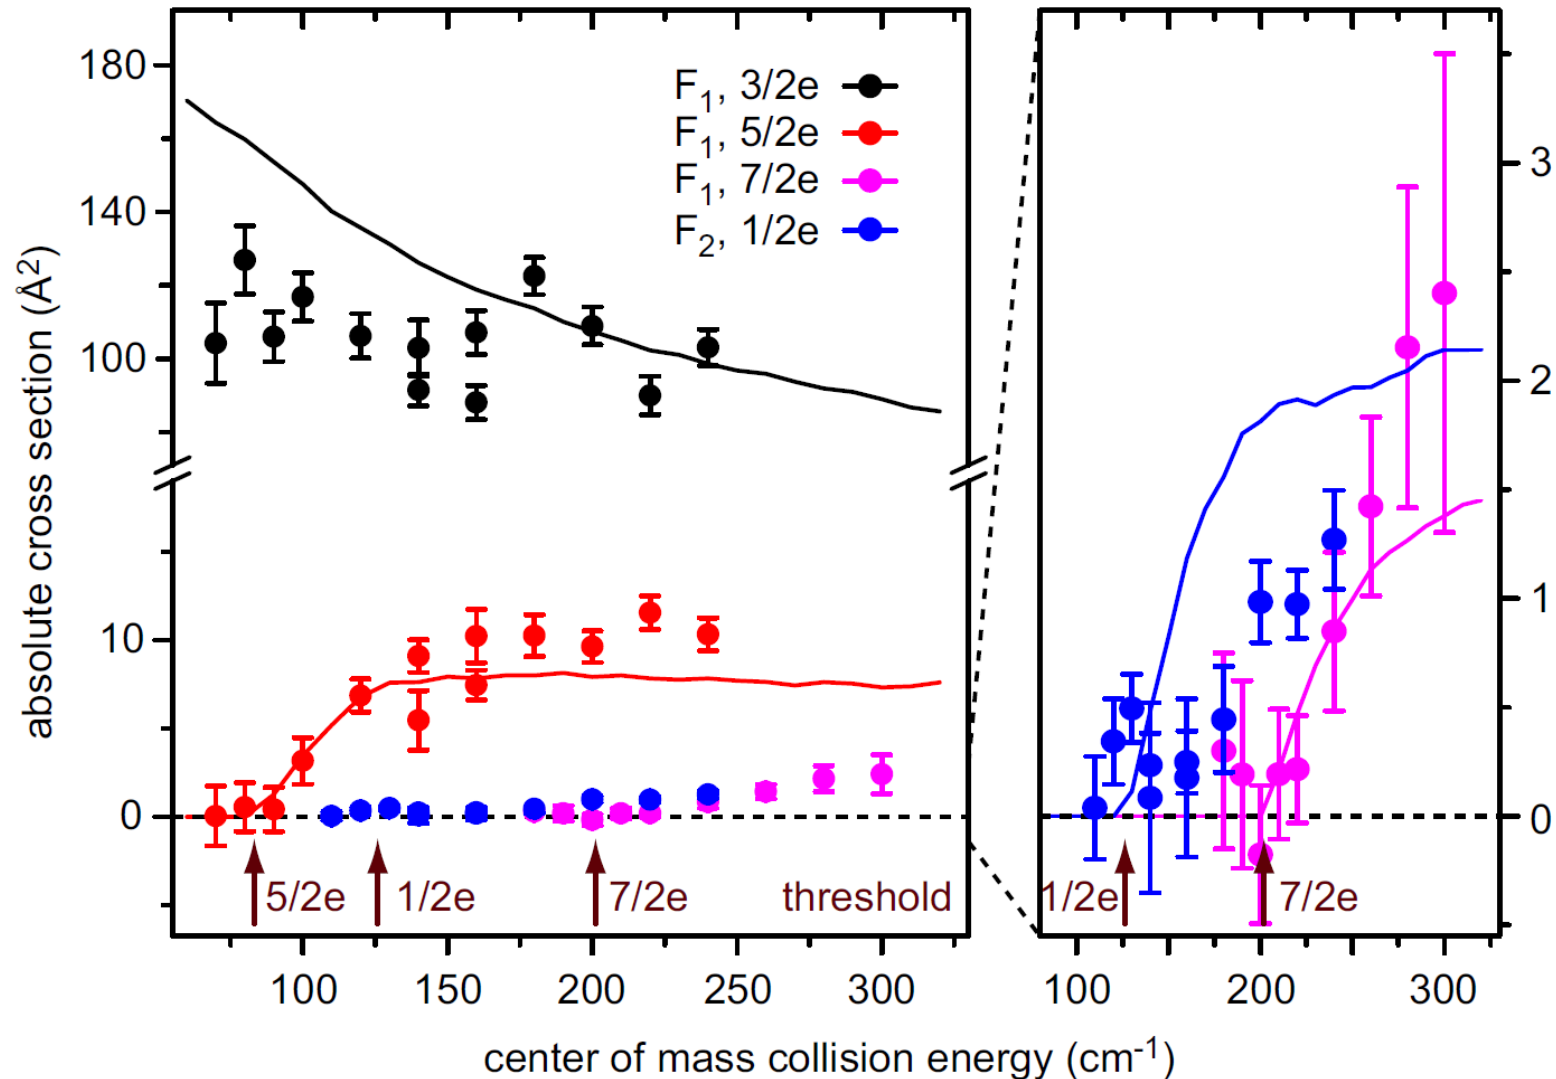 180
140
100
10
0
absolute cross section (Å²)
F₁, 3/2e
F₁, 5/2e
F₁, 7/2e
F₂, 1/2e
5/2e
1/2e
7/2e
threshold
100
150
200
250
300
3
2
1
0
1/2e
7/2e
100
200
300
center of mass collision energy (cm⁻¹)